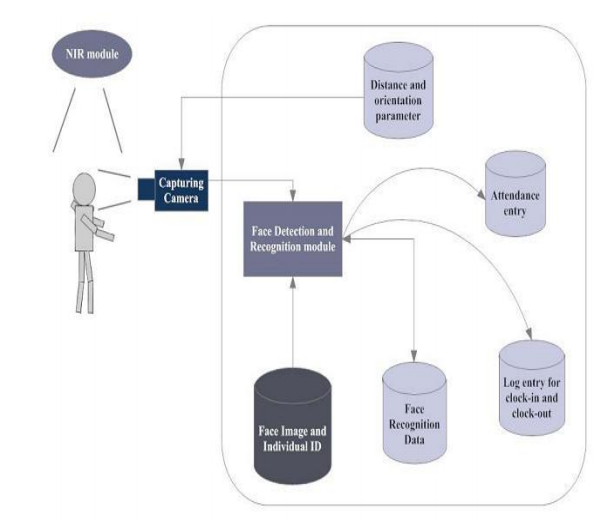 NIR module
Distance and
orientation
parameter
Capturing
Camera
Attendance
entry
Face Detection and
Recognition module
Log entry for
clock-in and
clock-out
Face
Recognition
Data
Face Image and
Individual ID